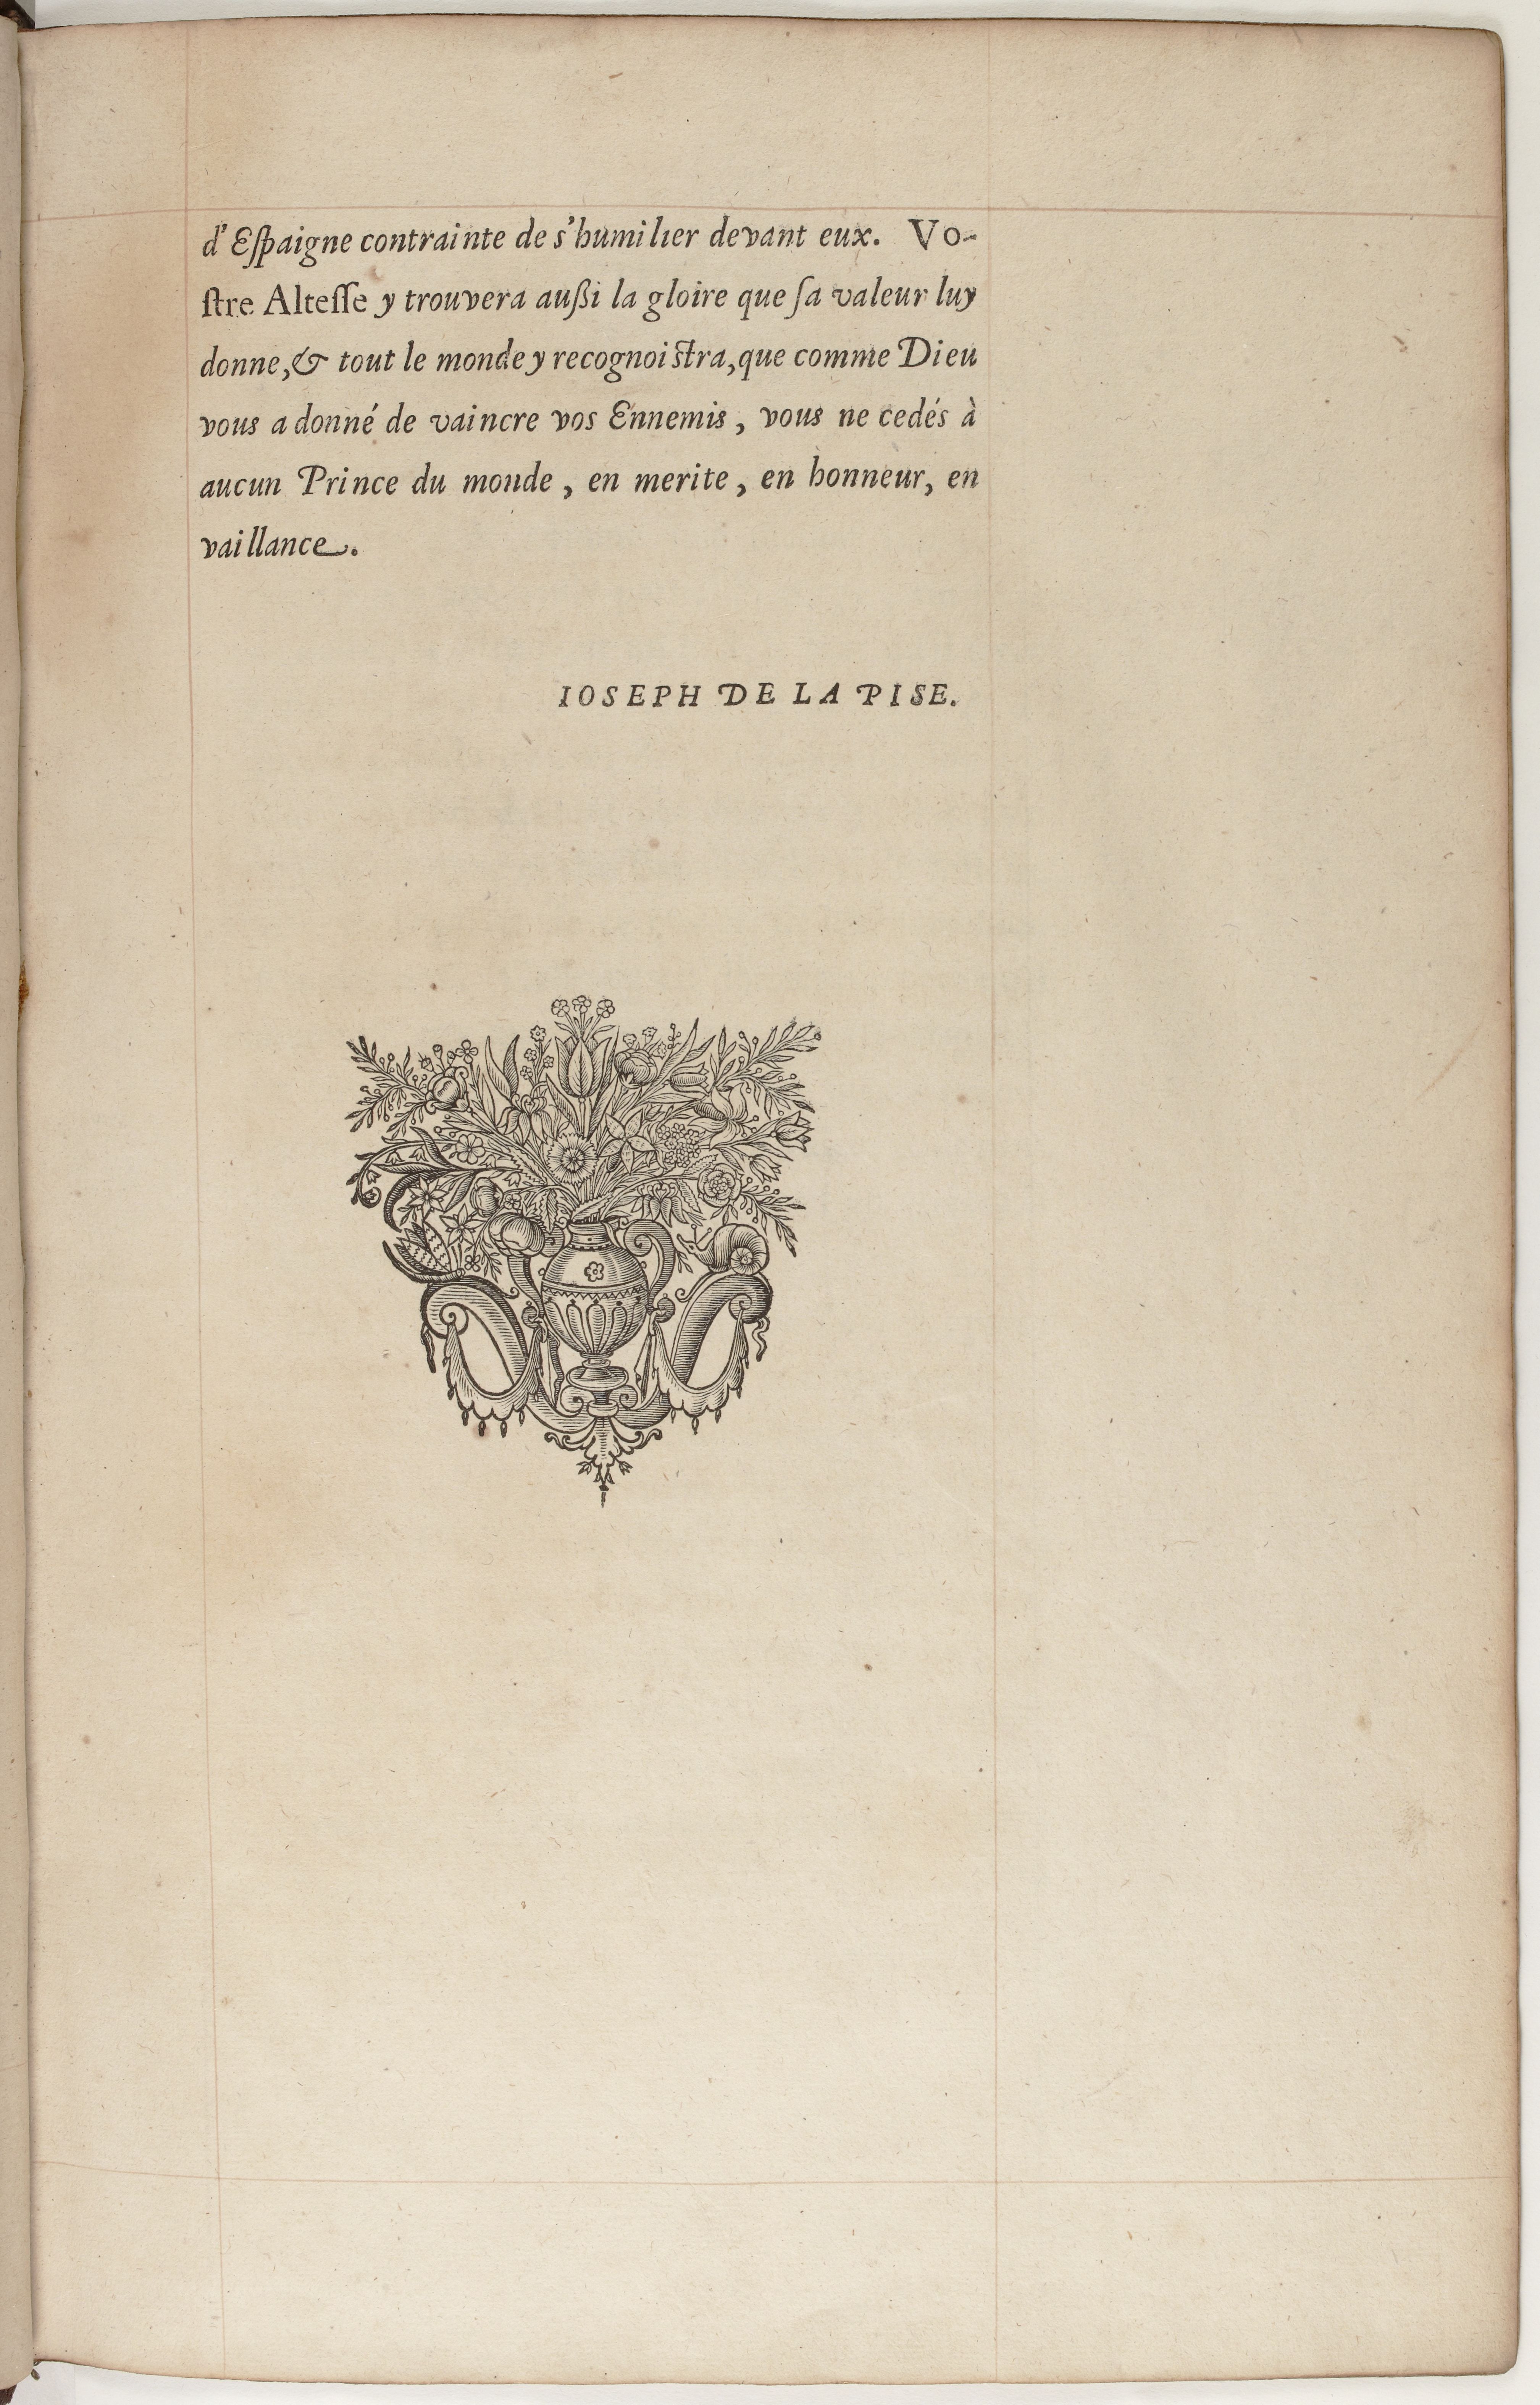 d'Eſpaigne contrainte de s'humilier devant eux. Vo-
ſtre Alteſſe y trouvera außi la gloire que ſa valeur luy
donne, & tout le monde y recognoiſtra, que comme Dieu
vous a donné de vaincre vos Ennemis, vous ne cedés à
aucun Prince du monde, en merite, en honneur, en
vaillance.
IOSEPH DE LA PISE.